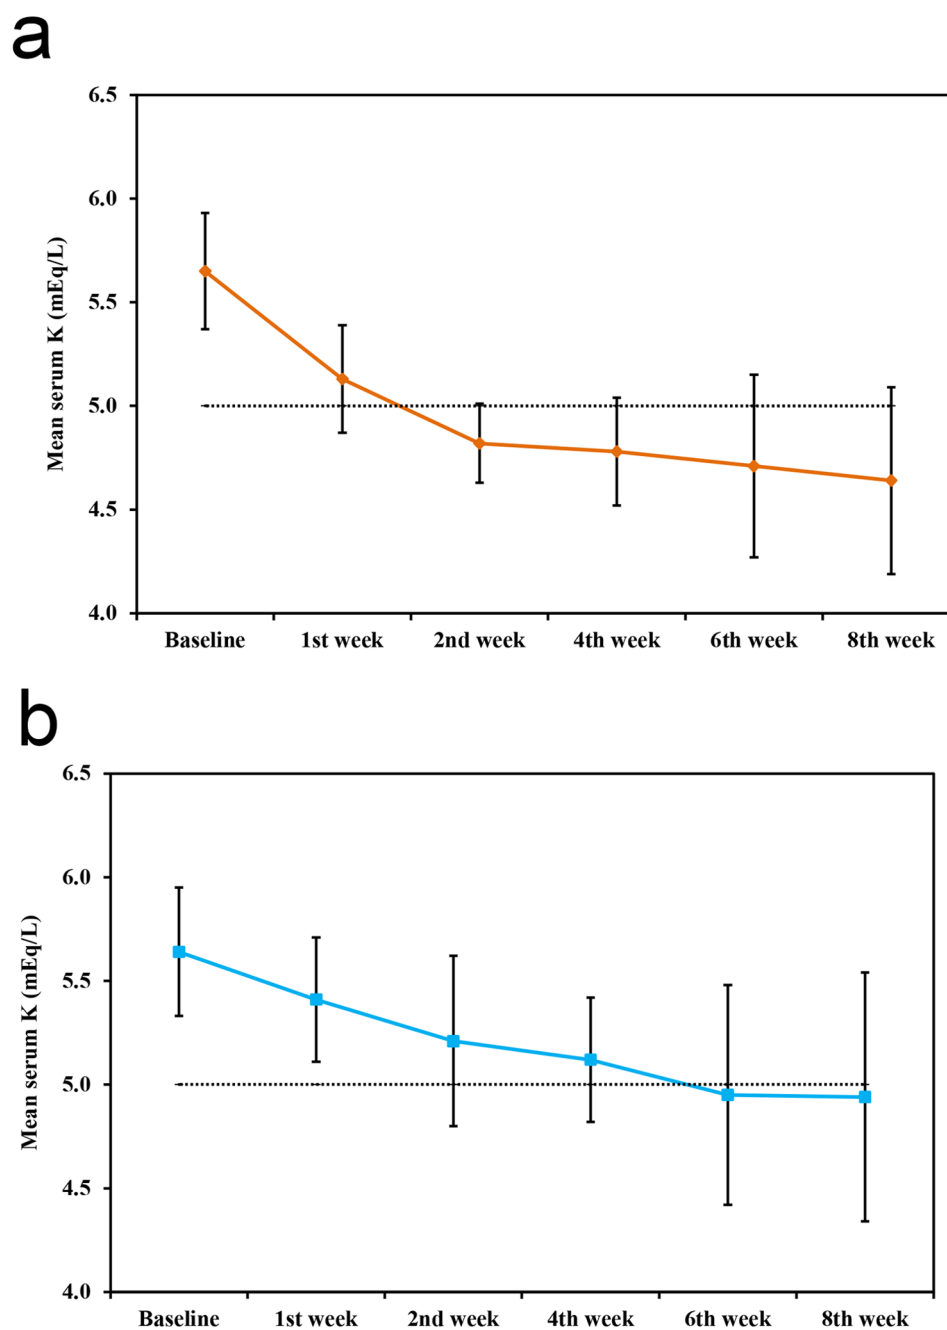 a
6.5
6.0
5.5
5.0
4.5
4.0
Mean serum K (mEq/L)
Baseline 1st week 2nd week 4th week 6th week 8th week
b
6.5
6.0
5.5
5.0
4.5
4.0
Mean serum K (mEq/L)
Baseline 1st week 2nd week 4th week 6th week 8th week